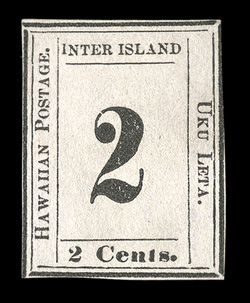 INTER ISLAND
HAWAIIAN POSTAGE.
2
UKU LETA.
2 Cents.